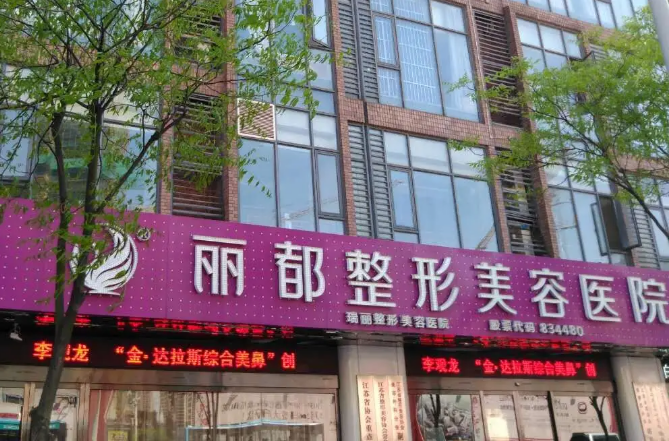 丽都整形美容医院
瑞丽整形美容医院 股票代码 834480
李观龙 “金·达拉斯综合美鼻”创
李观龙 “金·达拉斯综合美鼻”创